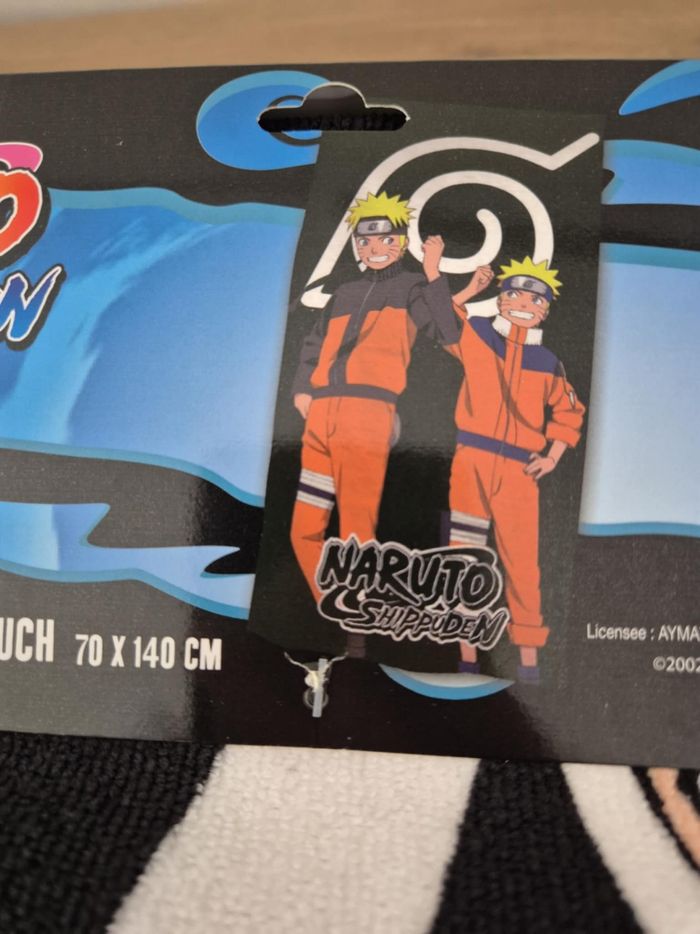 NARUTO
SHIPPUDEN
UCH 70 X 140 CM
Licensee : AYMA
©2002